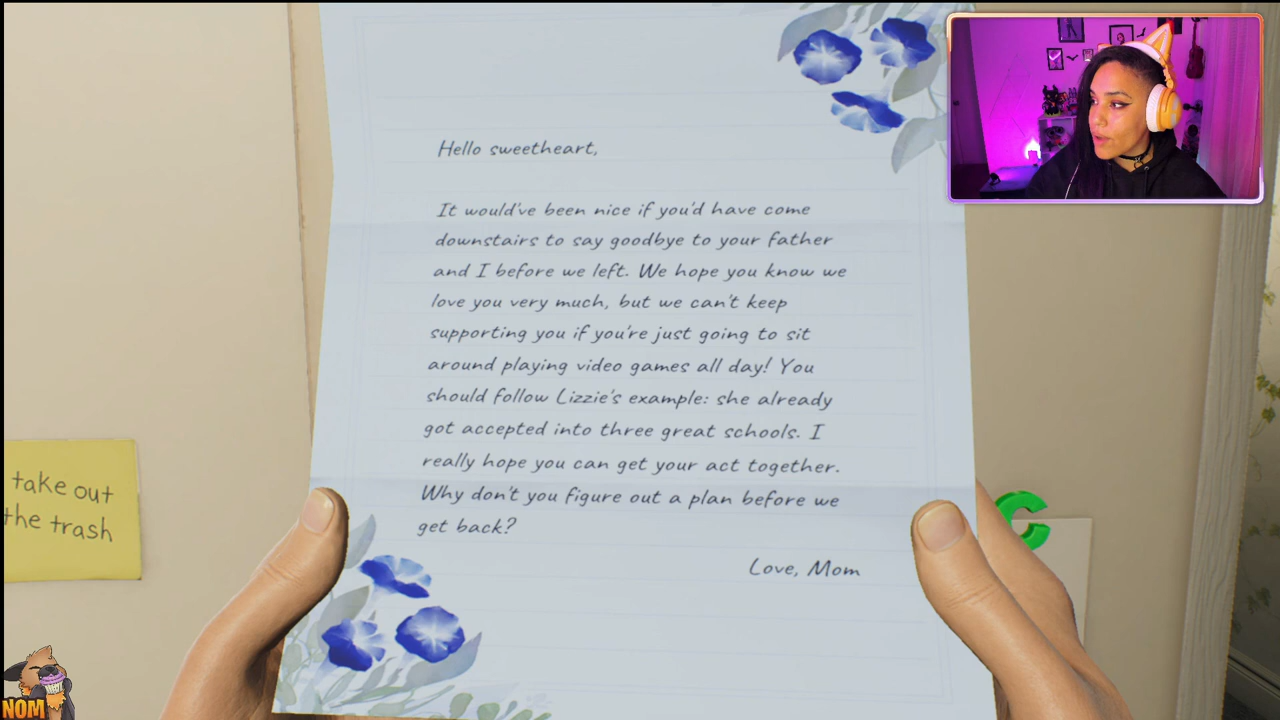 Hello sweetheart,
It would've been nice if you'd have come
downstairs to say goodbye to your father
and I before we left. We hope you know we
love you very much, but we can't keep
supporting you if you're just going to sit
around playing video games all day! You
should follow Lizzie's example: she already
got accepted into three great schools. I
really hope you can get your act together.
Why don't you figure out a plan before we
get back?
Love, Mom
take out
the trash
C
NOM